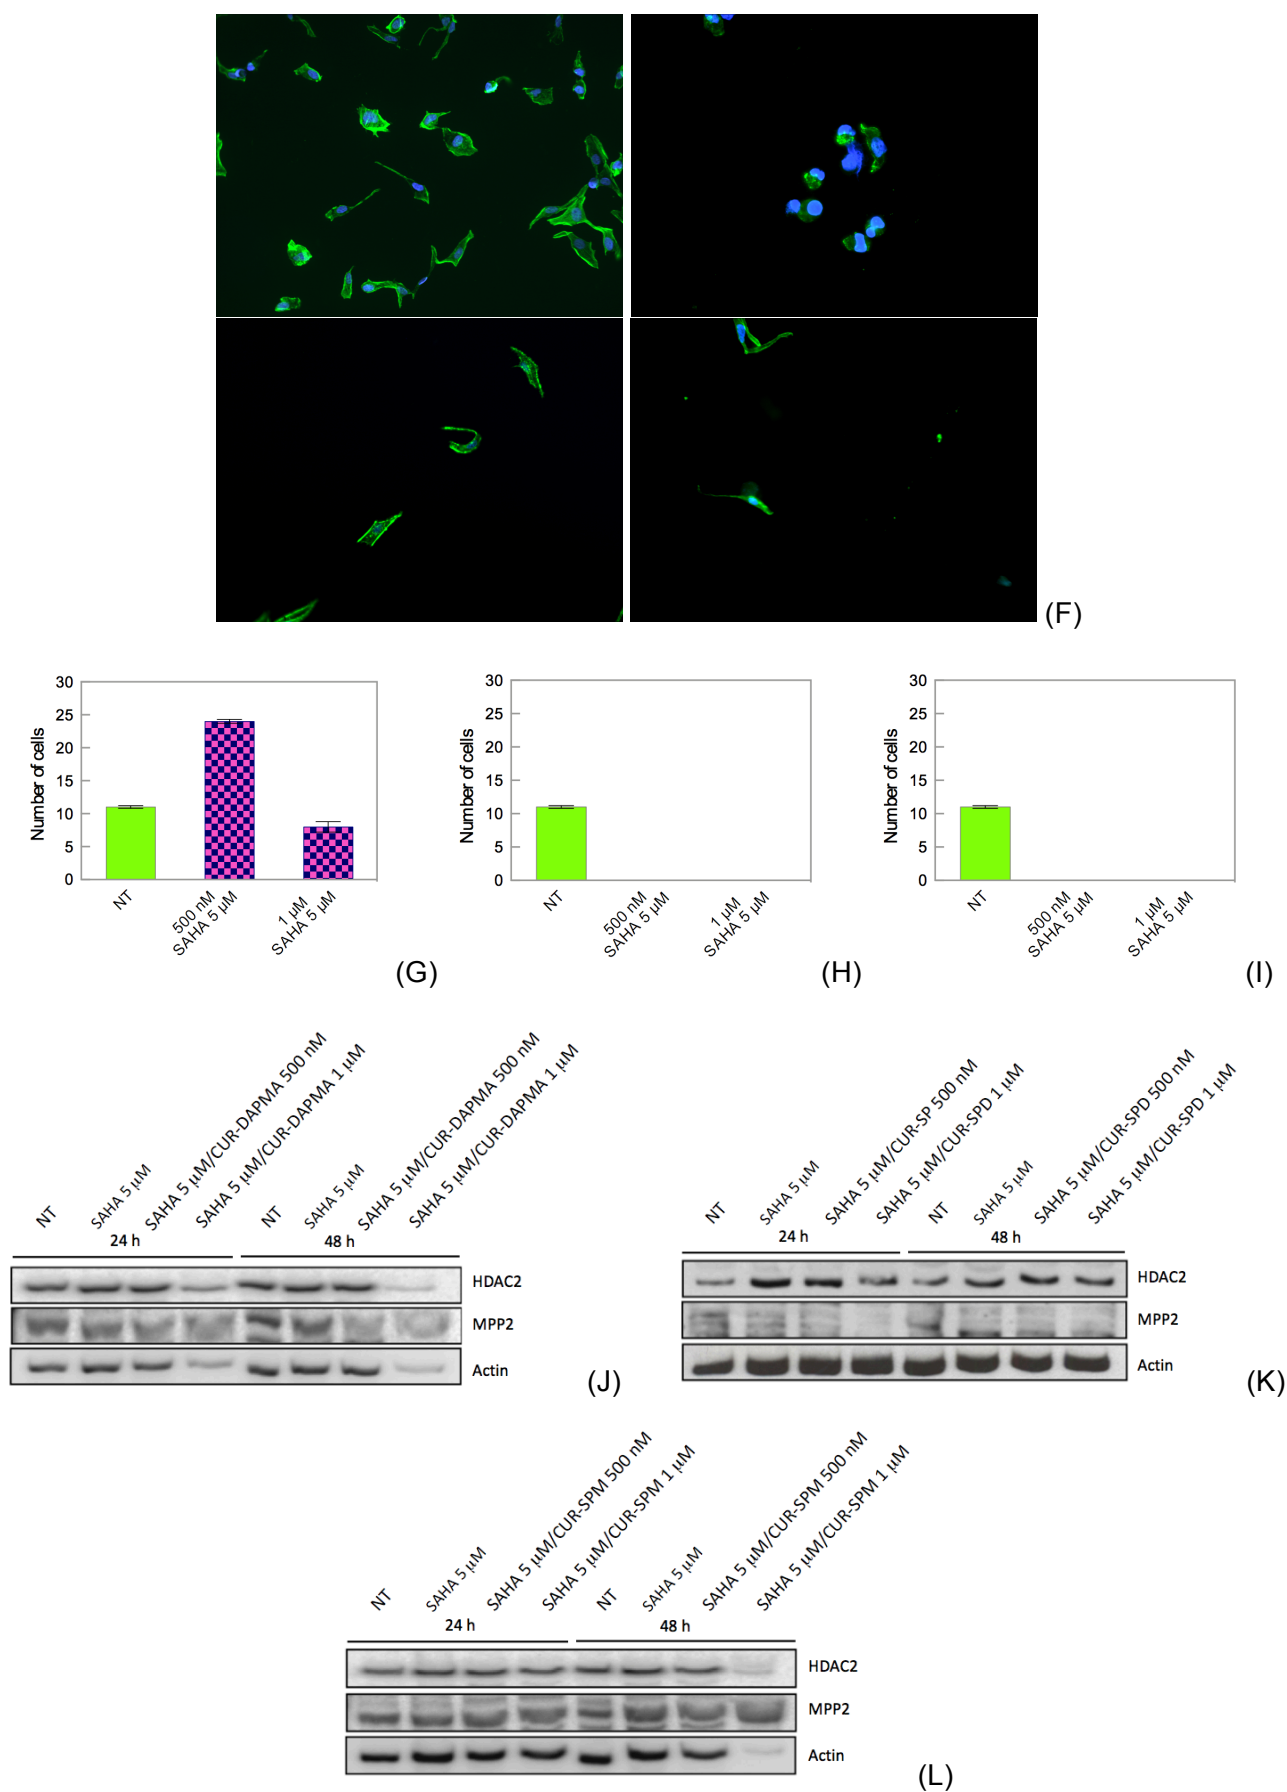 (F)
30
25
20
15
10
5
0
Number of cells
NT
500 nM
SAHA 5 μM
1 μM
SAHA 5 μM
(G)
30
25
20
15
10
5
0
Number of cells
NT
500 nM
SAHA 5 μM
1 μM
SAHA 5 μM
(H)
30
25
20
15
10
5
0
Number of cells
NT
500 nM
SAHA 5 μM
1 μM
SAHA 5 μM
(I)
NT
SAHA 5 μM
SAHA 5 μM/CUR-DAPMA 500 nM
SAHA 5 μM/CUR-DAPMA 1 μM
NT
SAHA 5 μM
SAHA 5 μM/CUR-DAPMA 500 nM
SAHA 5 μM/CUR-DAPMA 1 μM
24 h
48 h
HDAC2
MPP2
Actin
(J)
NT
SAHA 5 μM
SAHA 5 μM/CUR-SP 500 nM
SAHA 5 μM/CUR-SPD 1 μM
NT
SAHA 5 μM
SAHA 5 μM/CUR-SPD 500 nM
SAHA 5 μM/CUR-SPD 1 μM
24 h
48 h
HDAC2
MPP2
Actin
(K)
NT
SAHA 5 μM
SAHA 5 μM/CUR-SPM 500 nM
SAHA 5 μM/CUR-SPM 1 μM
NT
SAHA 5 μM
SAHA 5 μM/CUR-SPM 500 nM
SAHA 5 μM/CUR-SPM 1 μM
24 h
48 h
HDAC2
MPP2
Actin
(L)